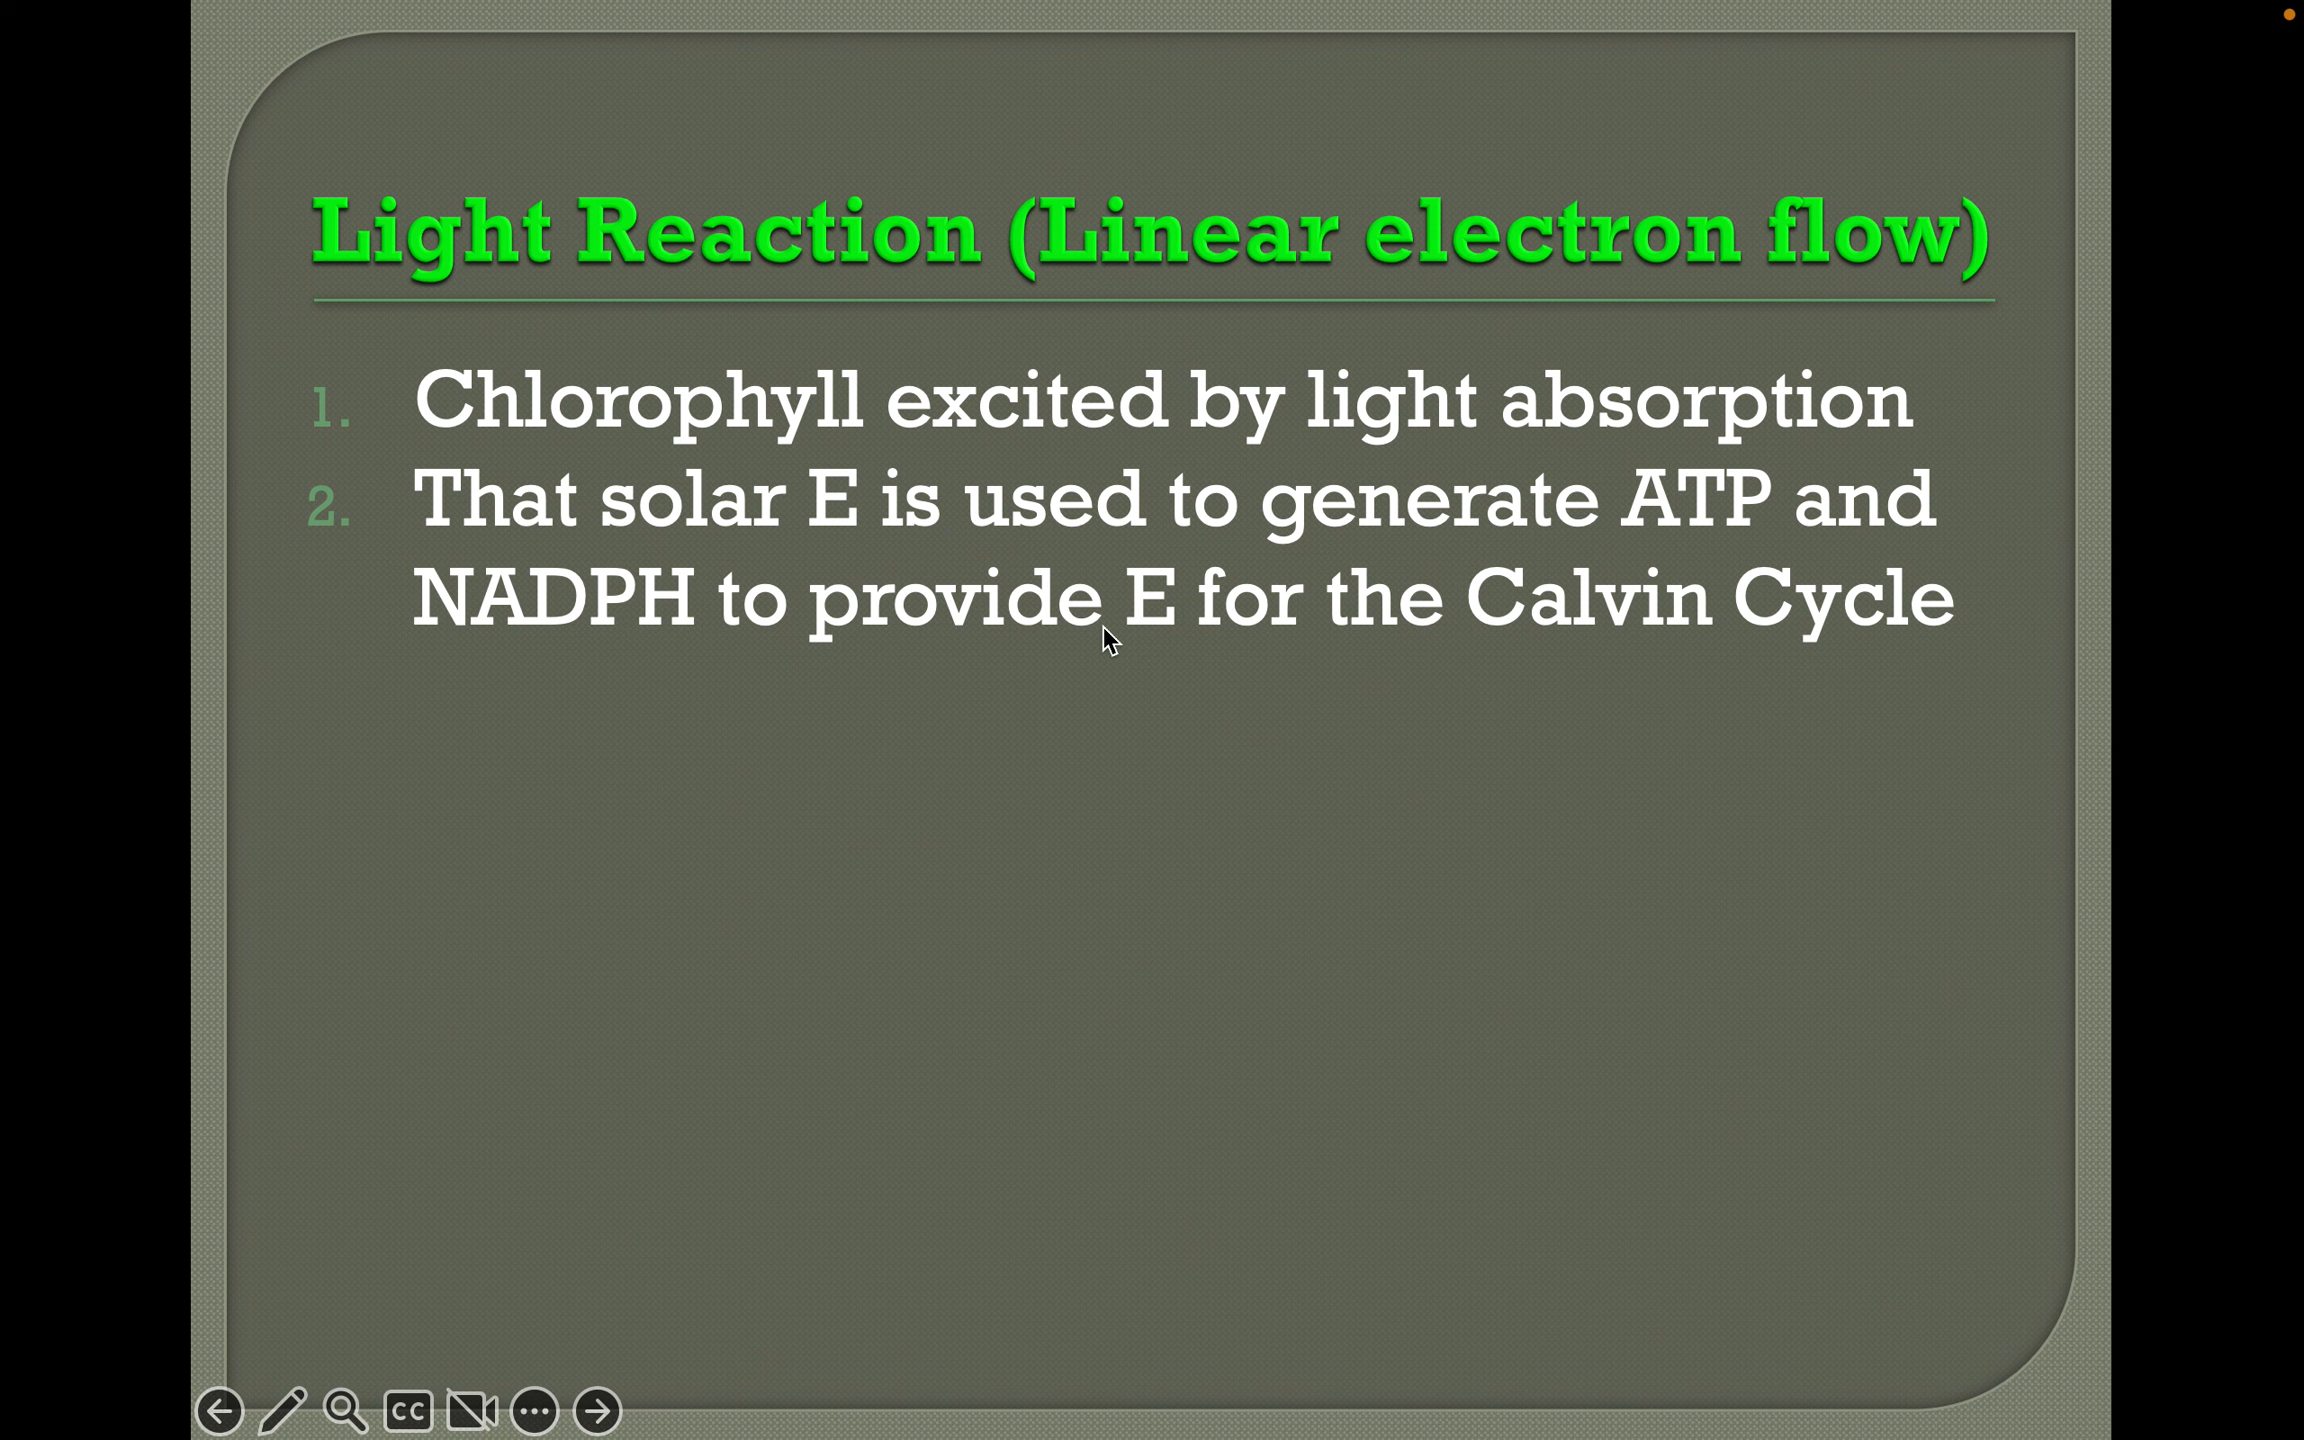 Light Reaction (Linear electron flow)
1. Chlorophyll excited by light absorption
2. That solar E is used to generate ATP and
NADPH to provide E for the Calvin Cycle
CC